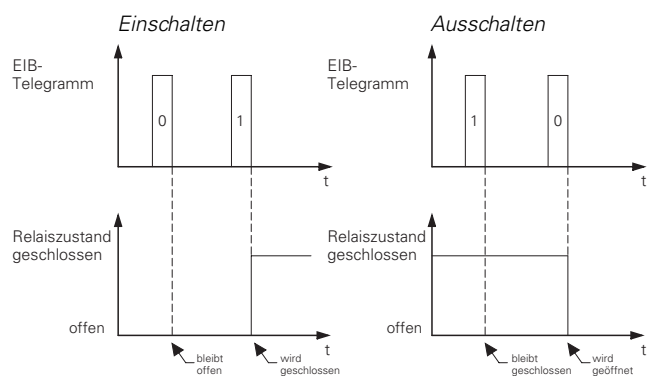 Einschalten
EIB-
Telegramm
0
1
t
Relaiszustand
geschlossen
offen
t
bleibt
offen
wird
geschlossen
Ausschalten
EIB-
Telegramm
1
0
t
Relaiszustand
geschlossen
offen
t
bleibt
geschlossen
wird
geöffnet